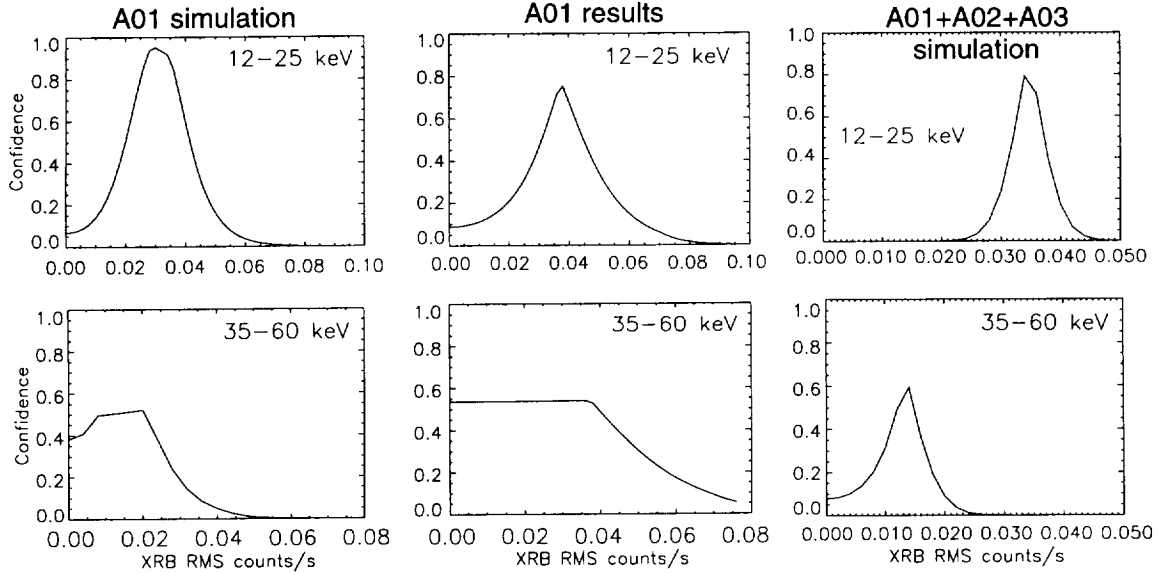 A01 simulation
A01 results
A01+A02+A03
simulation
Confidence
1.0
0.8
0.6
0.4
0.2
0.0
12-25 keV
0.00 0.02 0.04 0.06 0.08 0.10
1.0
0.8
0.6
0.4
0.2
0.0
12-25 keV
0.00 0.02 0.04 0.06 0.08 0.10
1.0
0.8
0.6
0.4
0.2
0.0
12-25 keV
0.000 0.010 0.020 0.030 0.040 0.050
Confidence
1.0
0.8
0.6
0.4
0.2
0.0
35-60 keV
0.00 0.02 0.04 0.06 0.08
XRB RMS counts/s
1.0
0.8
0.6
0.4
0.2
0.0
35-60 keV
0.00 0.02 0.04 0.06 0.08
XRB RMS counts/s
1.0
0.8
0.6
0.4
0.2
0.0
35-60 keV
0.000 0.010 0.020 0.030 0.040 0.050
XRB RMS counts/s